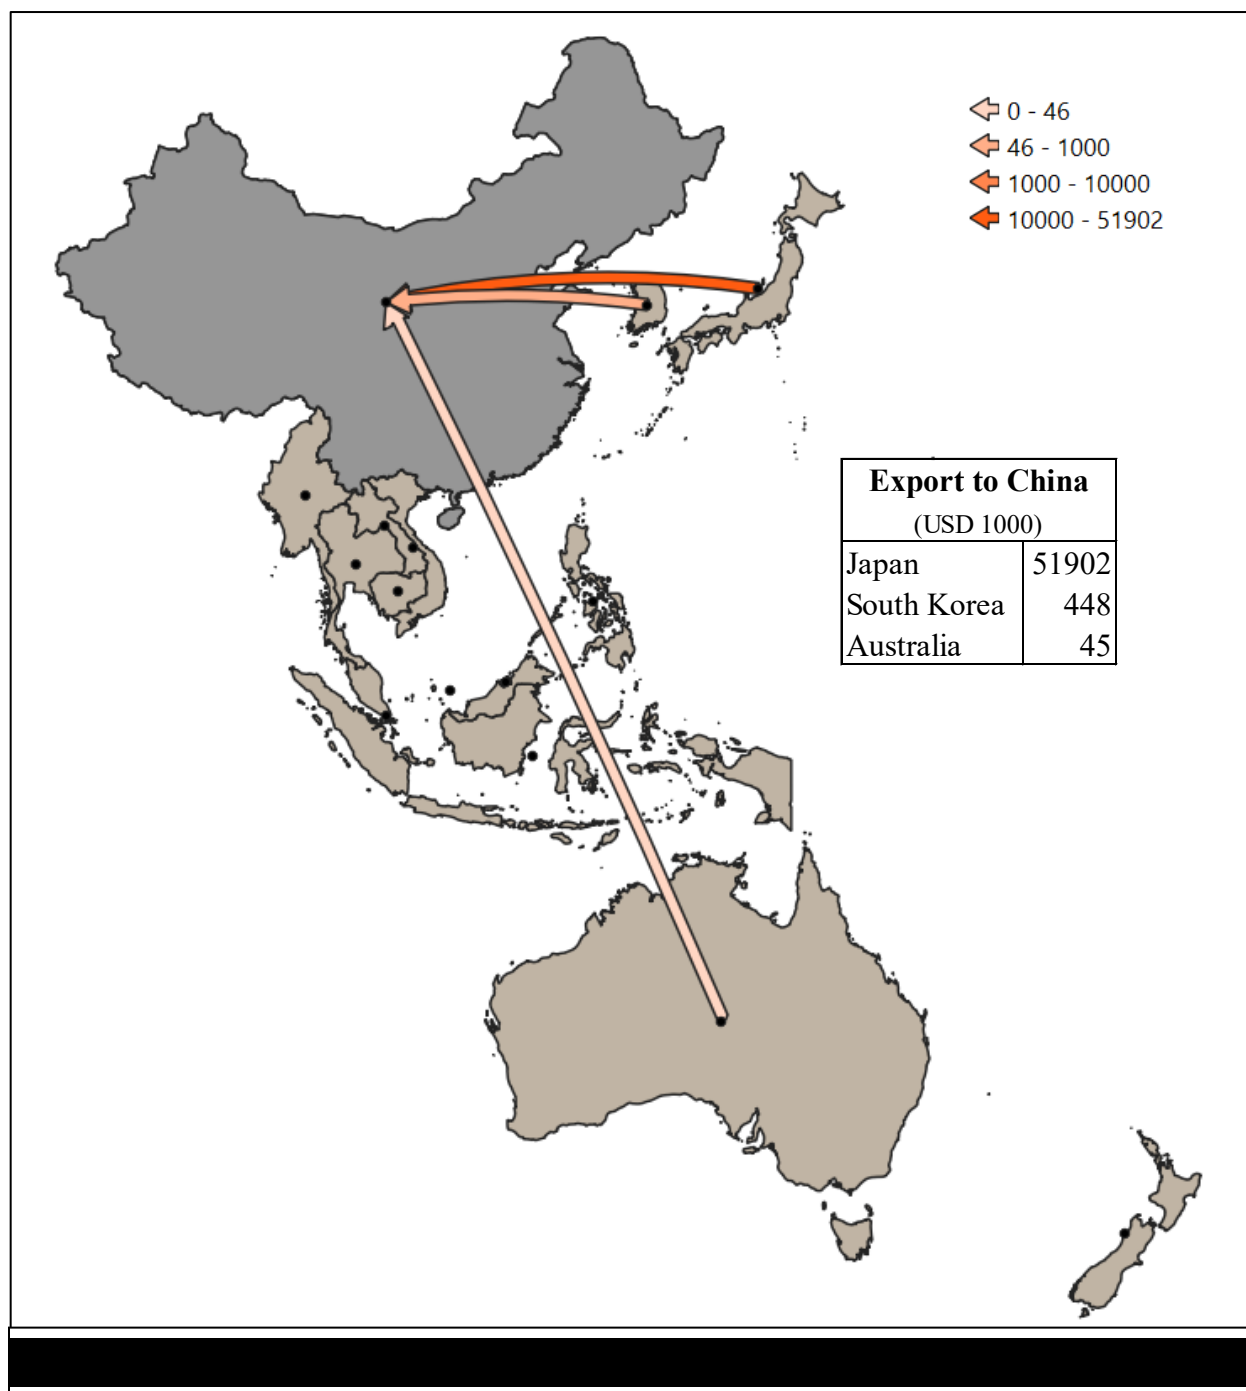 0 - 46
46 - 1000
1000 - 10000
10000 - 51902
Export to China
(USD 1000)
Japan 51902
South Korea 448
Australia 45